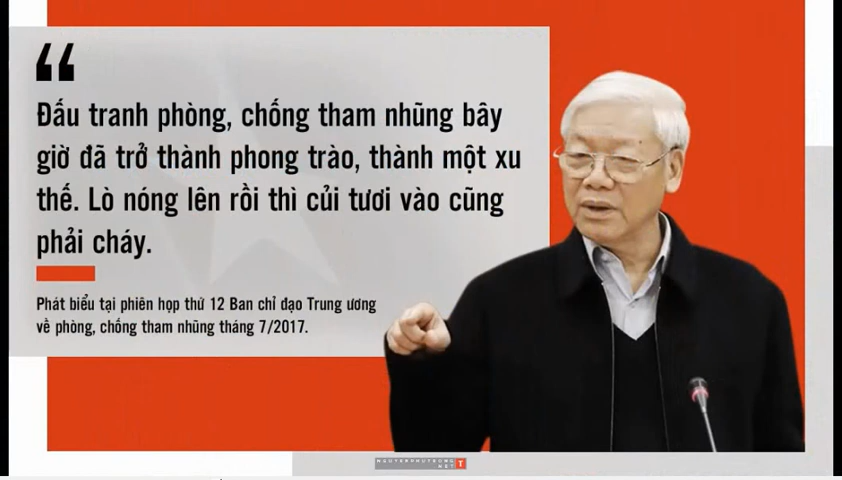 “
Đấu tranh phòng, chống tham nhũng bây
giờ đã trở thành phong trào, thành một xu
thế. Lò nóng lên rồi thì củi tươi vào cũng
phải cháy.
Phát biểu tại phiên họp thứ 12 Ban chỉ đạo Trung ương
về phòng, chống tham nhũng tháng 7/2017.
NGUYENPHUTRONG
NET T